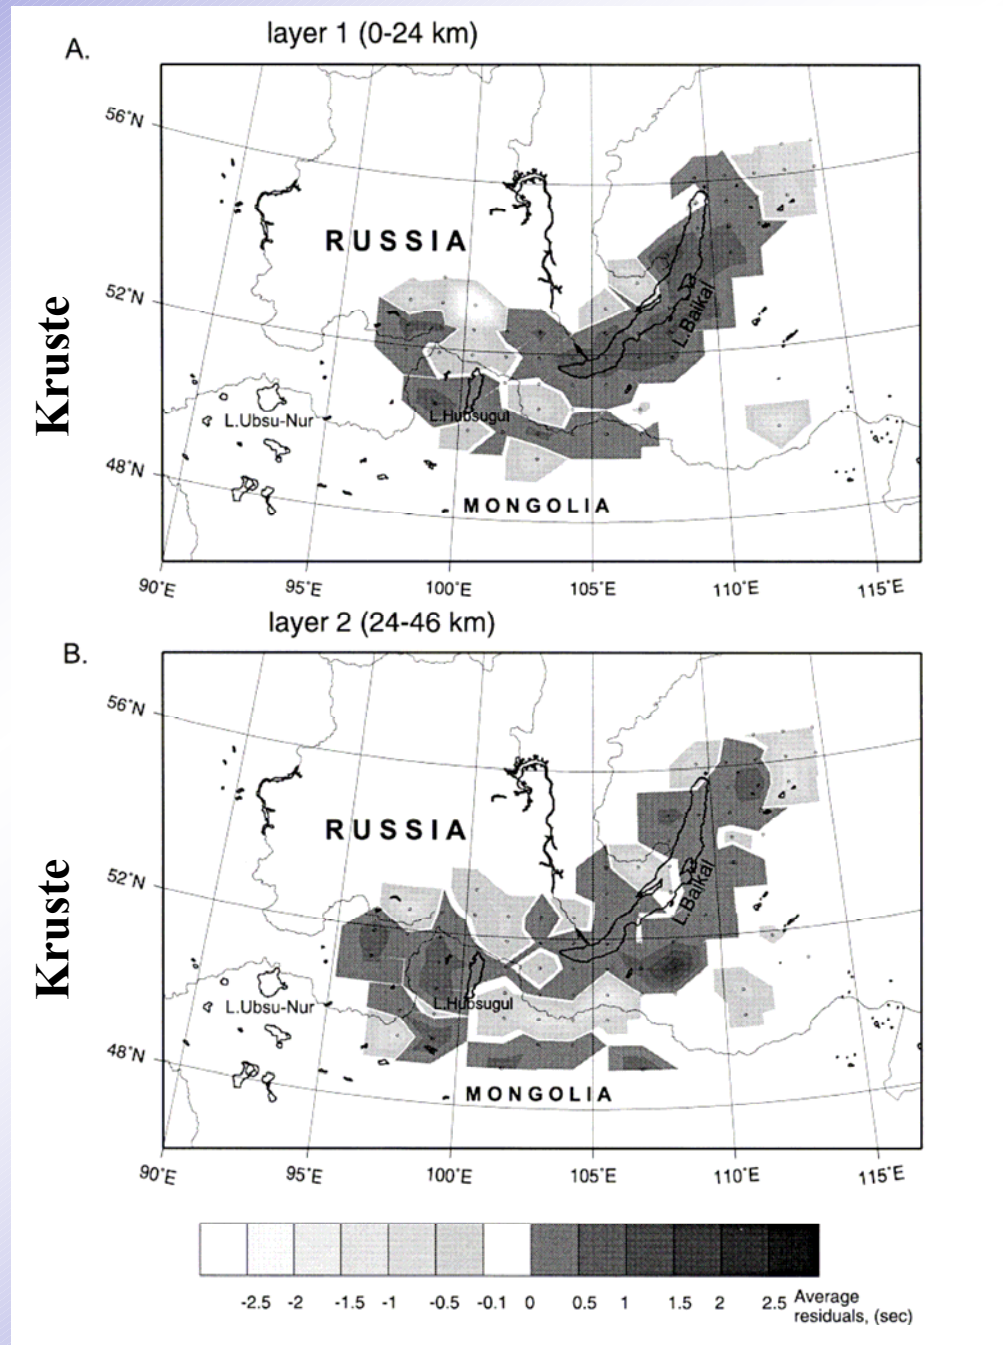 A.
layer 1 (0-24 km)
56°N
52°N
48°N
RUSSIA
L.Baikal
L.Hubsugul
L.Ubsu-Nur
MONGOLIA
90°E 95°E 100°E 105°E 110°E 115°E
Kruste
layer 2 (24-46 km)
B.
56°N
52°N
48°N
RUSSIA
L.Baikal
L.Hubsugul
L.Ubsu-Nur
MONGOLIA
90°E 95°E 100°E 105°E 110°E 115°E
Kruste
-2.5 -2 -1.5 -1 -0.5 -0.1 0 0.5 1 1.5 2 2.5 Average
residuals, (sec)